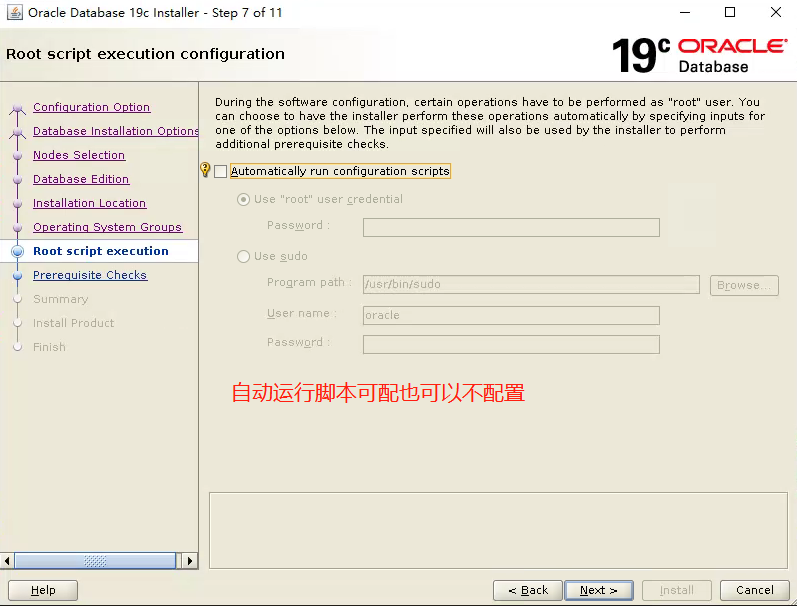 Oracle Database 19c Installer - Step 7 of 11
Root script execution configuration
19c ORACLE
Database
Configuration Option
Database Installation Options
Nodes Selection
Database Edition
Installation Location
Operating System Groups
Root script execution
Prerequisite Checks
Summary
Install Product
Finish
During the software configuration, certain operations have to be performed as "root" user. You
can choose to have the installer perform these operations automatically by specifying inputs for
one of the options below. The input specified will also be used by the installer to perform
additional prerequisite checks.
Automatically run configuration scripts
Use "root" user credential
Password :
Use sudo
Program path : /usr/bin/sudo Browse...
User name : oracle
Password :
自动运行脚本可配也可以不配置
Help < Back Next > Install Cancel